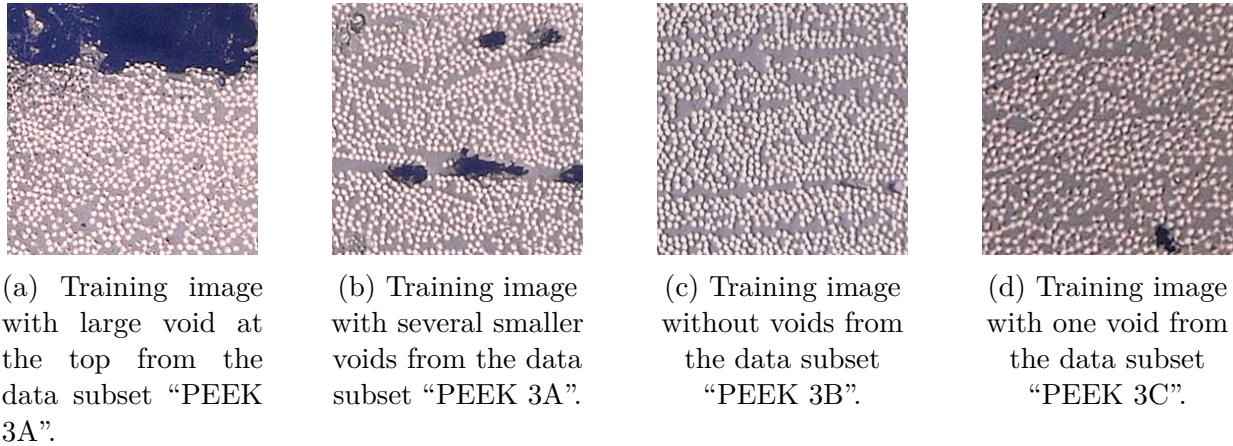 (a) Training image
with large void at
the top from the
data subset “PEEK
3A”.
(b) Training image
with several smaller
voids from the data
subset “PEEK 3A”.
(c) Training image
without voids from
the data subset
“PEEK 3B”.
(d) Training image
with one void from
the data subset
“PEEK 3C”.